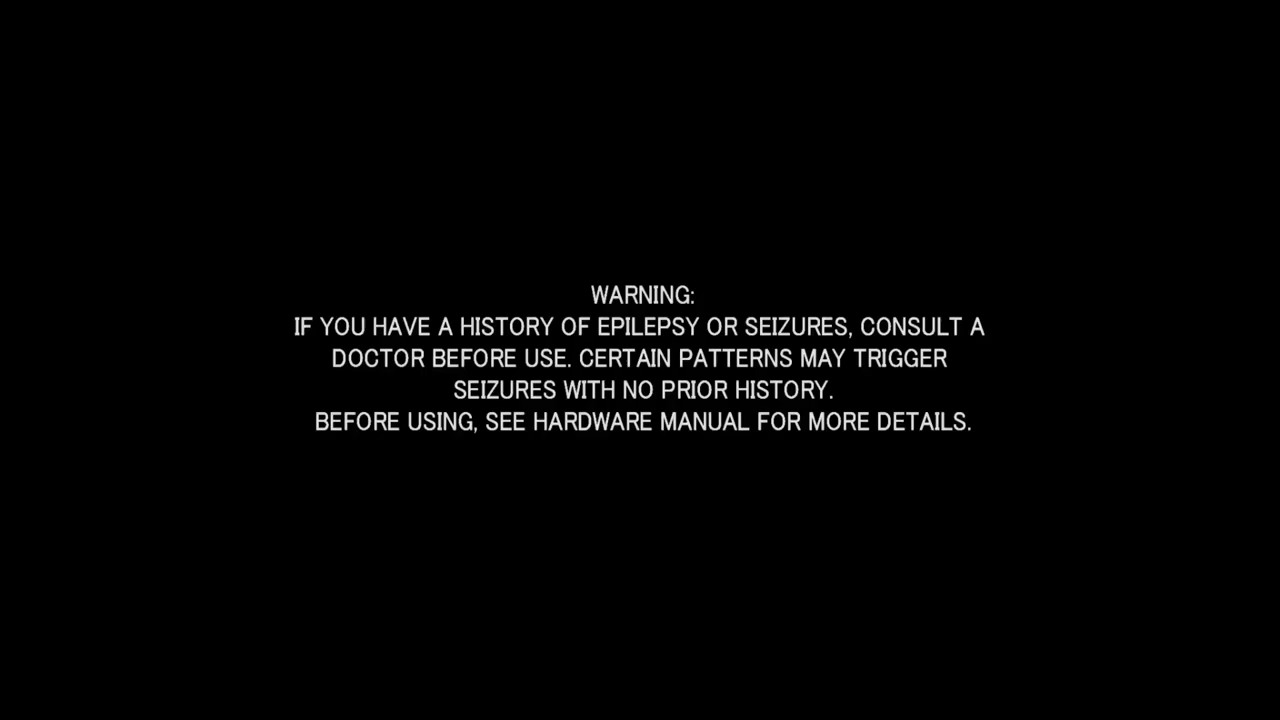 WARNING:
IF YOU HAVE A HISTORY OF EPILEPSY OR SEIZURES, CONSULT A
DOCTOR BEFORE USE. CERTAIN PATTERNS MAY TRIGGER
SEIZURES WITH NO PRIOR HISTORY.
BEFORE USING, SEE HARDWARE MANUAL FOR MORE DETAILS.